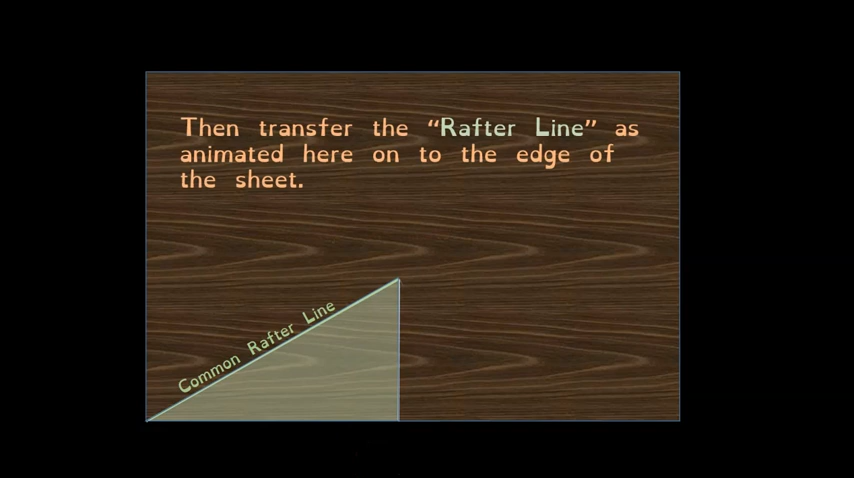 Then transfer the “Rafter Line” as
animated here on to the edge of
the sheet.
Common Rafter Line